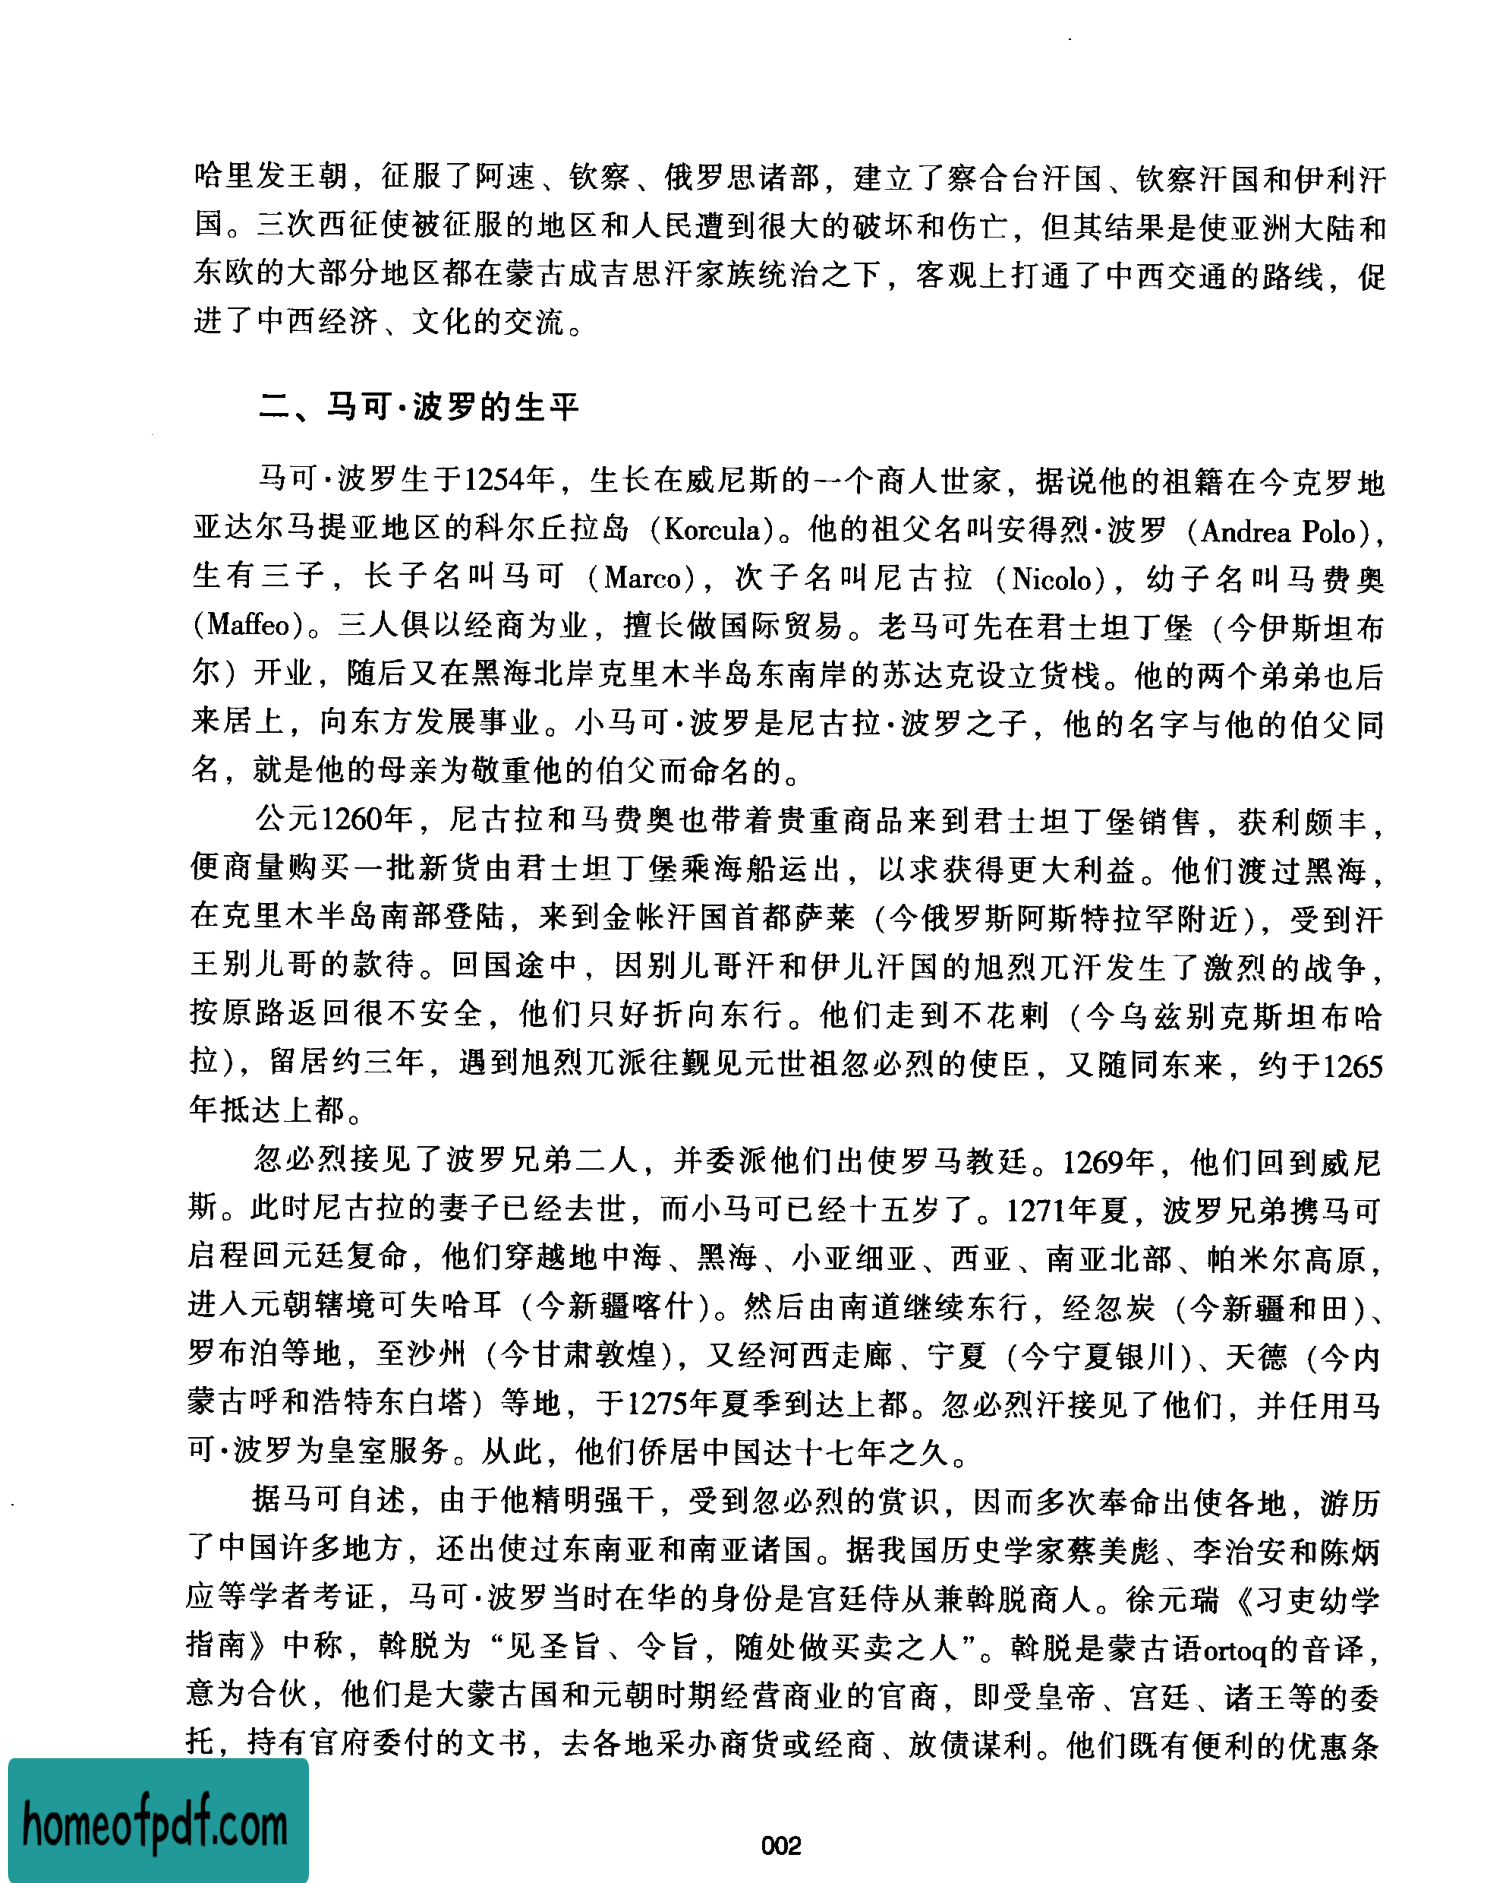 哈里发王朝，征服了阿速、钦察、俄罗思诸部，建立了察合台汗国、钦察汗国和伊利汗
国。三次西征使被征服的地区和人民遭到很大的破坏和伤亡，但其结果是使亚洲大陆和
东欧的大部分地区都在蒙古成吉思汗家族统治之下，客观上打通了中西交通的路线，促
进了中西经济、文化的交流。
二、马可·波罗的生平
马可·波罗生于1254年，生长在威尼斯的一个商人世家，据说他的祖籍在今克罗地
亚达尔马提亚地区的科尔丘拉岛（Korcula）。他的祖父名叫安得烈·波罗（Andrea Polo），
生有三子，长子名叫马可（Marco），次子名叫尼古拉（Nicolo），幼子名叫马费奥
（Maffeo）。三人俱以经商为业，擅长做国际贸易。老马可先在君士坦丁堡（今伊斯坦布
尔）开业，随后又在黑海北岸克里木半岛东南岸的苏达克设立货栈。他的两个弟弟也后
来居上，向东方发展事业。小马可·波罗是尼古拉·波罗之子，他的名字与他的伯父同
名，就是他的母亲为敬重他的伯父而命名的。
公元1260年，尼古拉和马费奥也带着贵重商品来到君士坦丁堡销售，获利颇丰，
便商量购买一批新货由君士坦丁堡乘海船运出，以求获得更大利益。他们渡过黑海，
在克里木半岛南部登陆，来到金帐汗国首都萨莱（今俄罗斯阿斯特拉罕附近），受到汗
王别儿哥的款待。回国途中，因别儿哥汗和伊儿汗国的旭烈兀汗发生了激烈的战争，
按原路返回很不安全，他们只好折向东行。他们走到不花剌（今乌兹别克斯坦布哈
拉），留居约三年，遇到旭烈兀派往觐见元世祖忽必烈的使臣，又随同东来，约于1265
年抵达上都。
忽必烈接见了波罗兄弟二人，并委派他们出使罗马教廷。1269年，他们回到威尼
斯。此时尼古拉的妻子已经去世，而小马可已经十五岁了。1271年夏，波罗兄弟携马可
启程回元廷复命，他们穿越地中海、黑海、小亚细亚、西亚、南亚北部、帕米尔高原，
进入元朝辖境可失哈耳（今新疆喀什）。然后由南道继续东行，经忽炭（今新疆和田）、
罗布泊等地，至沙州（今甘肃敦煌），又经河西走廊、宁夏（今宁夏银川）、天德（今内
蒙古呼和浩特东白塔）等地，于1275年夏季到达上都。忽必烈汗接见了他们，并任用马
可·波罗为皇室服务。从此，他们侨居中国达十七年之久。
据马可自述，由于他精明强干，受到忽必烈的赏识，因而多次奉命出使各地，游历
了中国许多地方，还出使过东南亚和南亚诸国。据我国历史学家蔡美彪、李治安和陈炳
应等学者考证，马可·波罗当时在华的身份是宫廷侍从兼斡脱商人。徐元瑞《习吏幼学
指南》中称，斡脱为“见圣旨、令旨，随处做买卖之人”。斡脱是蒙古语ortoq的音译，
意为合伙，他们是大蒙古国和元朝时期经营商业的官商，即受皇帝、宫廷、诸王等的委
托，持有官府委付的文书，去各地采办商货或经商、放债谋利。他们既有便利的优惠条
homeofpdf.com
002